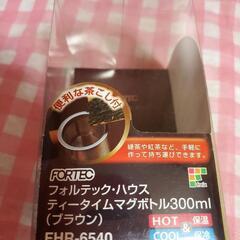 便利な茶こし付
緑茶や紅茶など、手軽に
作って持ち運びできます。
FORTEC
フォルテック・ハウス
ティータイムマグボトル300ml
(ブラウン)
HOT & 保温
FHR-6540
COOL 保冷